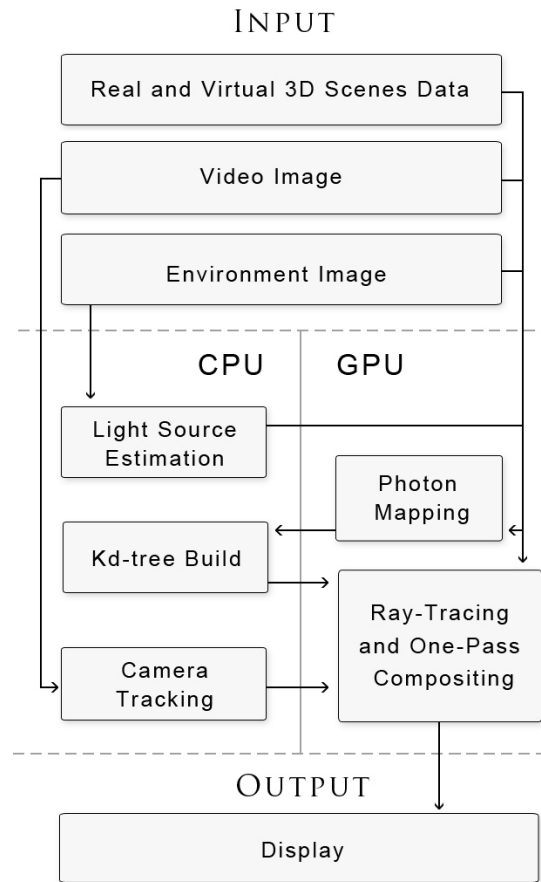 INPUT
Real and Virtual 3D Scenes Data
Video Image
Environment Image
CPU
GPU
Light Source
Estimation
Photon
Mapping
Kd-tree Build
Ray-Tracing
and One-Pass
Compositing
Camera
Tracking
OUTPUT
Display